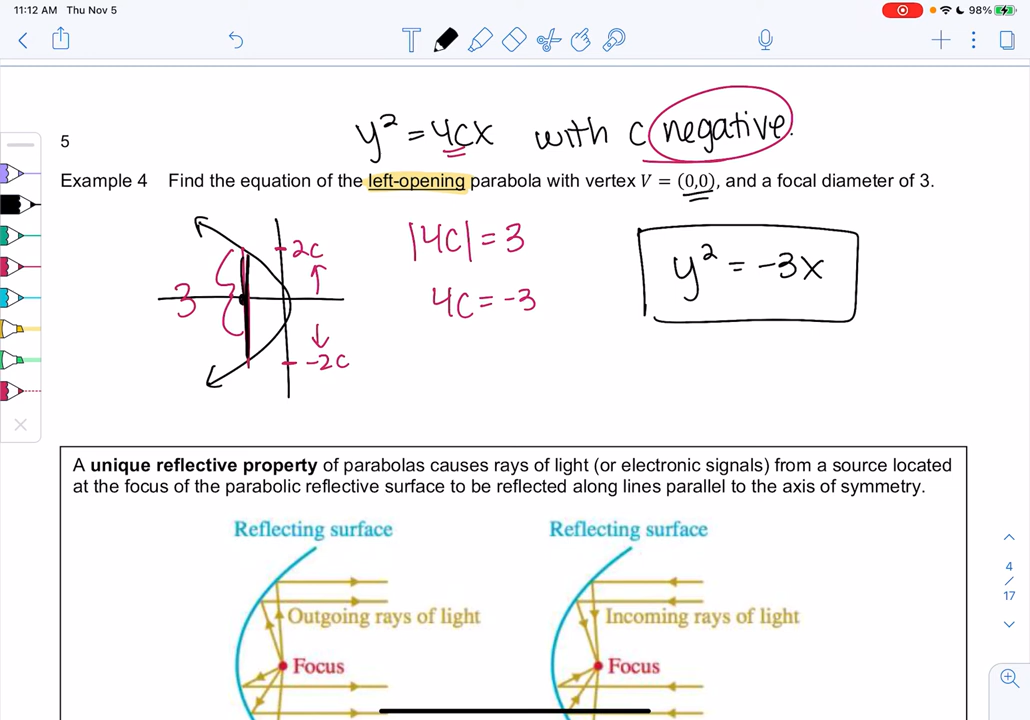 11:12 AM Thu Nov 5
98%
T
y² = 4cx with c negative.
5
Example 4 Find the equation of the left-opening parabola with vertex V = (0,0), and a focal diameter of 3.
2c
|4c| = 3
y² = -3x
3
4c = -3
-2c
A unique reflective property of parabolas causes rays of light (or electronic signals) from a source located
at the focus of the parabolic reflective surface to be reflected along lines parallel to the axis of symmetry.
Reflecting surface
Reflecting surface
4
/
17
Outgoing rays of light
Incoming rays of light
Focus
Focus